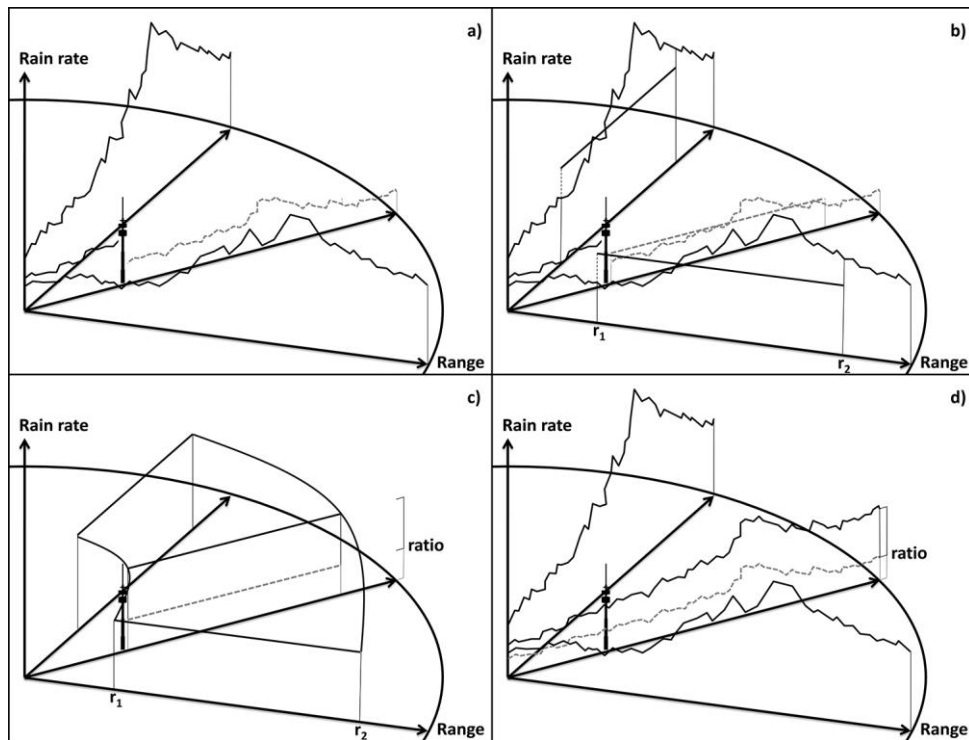 a)
Rain rate
Range
b)
Rain rate
r1
r2
Range
c)
Rain rate
ratio
r1
r2
Range
d)
Rain rate
ratio
Range